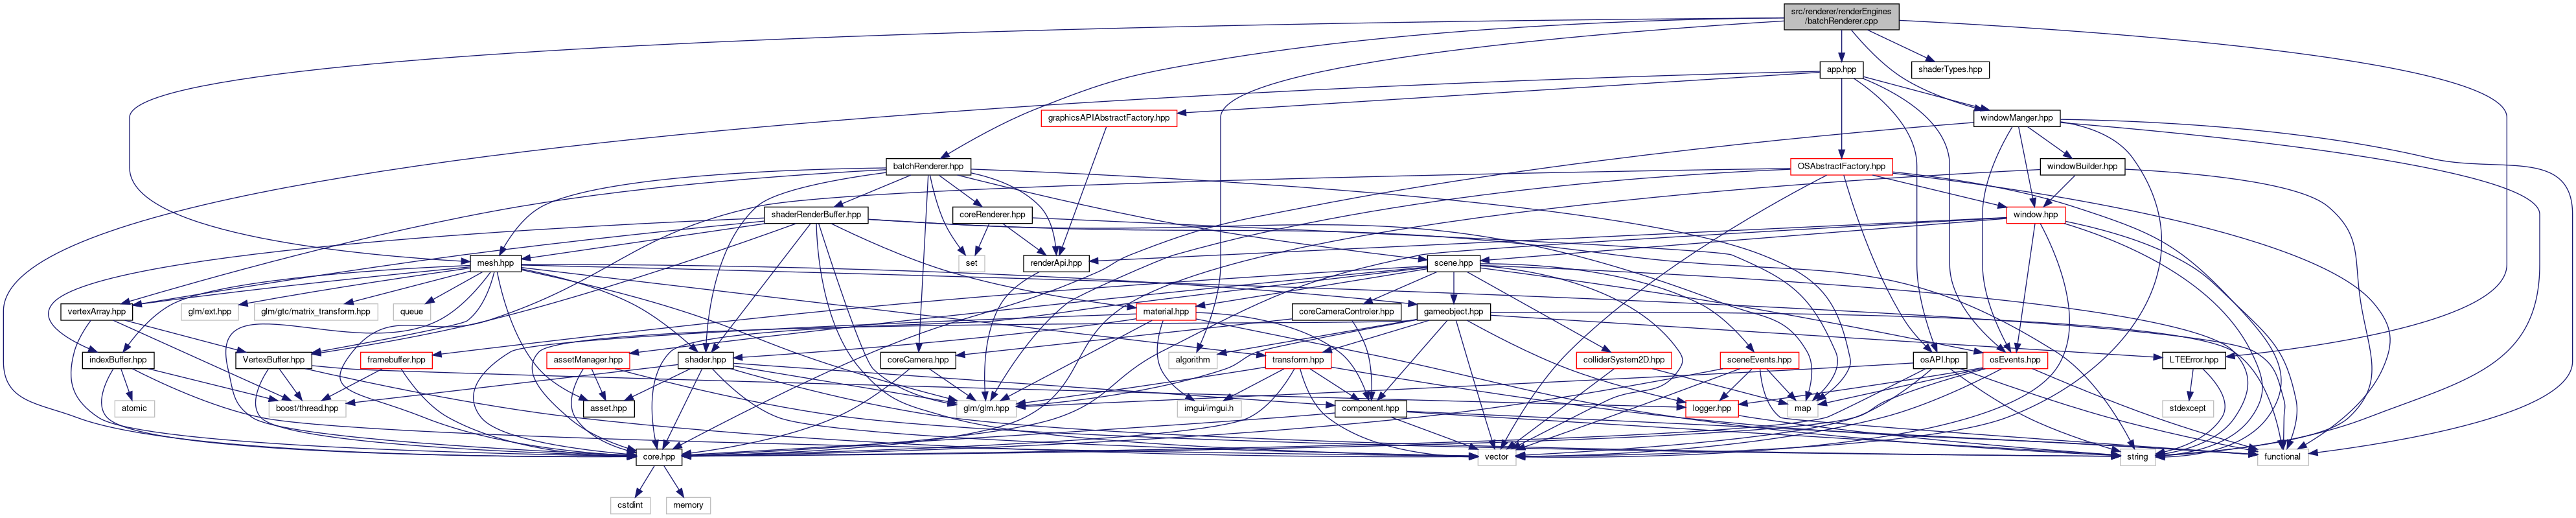 src/renderer/renderEngines
/batchRenderer.cpp
app.hpp
shaderTypes.hpp
graphicsAPIAbstractFactory.hpp
windowManger.hpp
batchRenderer.hpp
OSAbstractFactory.hpp
windowBuilder.hpp
shaderRenderBuffer.hpp
coreRenderer.hpp
window.hpp
mesh.hpp
set
renderApi.hpp
scene.hpp
vertexArray.hpp
glm/ext.hpp
glm/gtc/matrix_transform.hpp
queue
material.hpp
coreCameraControler.hpp
gameobject.hpp
indexBuffer.hpp
VertexBuffer.hpp
framebuffer.hpp
assetManager.hpp
shader.hpp
coreCamera.hpp
algorithm
transform.hpp
colliderSystem2D.hpp
sceneEvents.hpp
osAPI.hpp
osEvents.hpp
LTEError.hpp
atomic
boost/thread.hpp
asset.hpp
glm/glm.hpp
imgui/imgui.h
component.hpp
logger.hpp
map
stdexcept
core.hpp
vector
string
functional
cstdint
memory